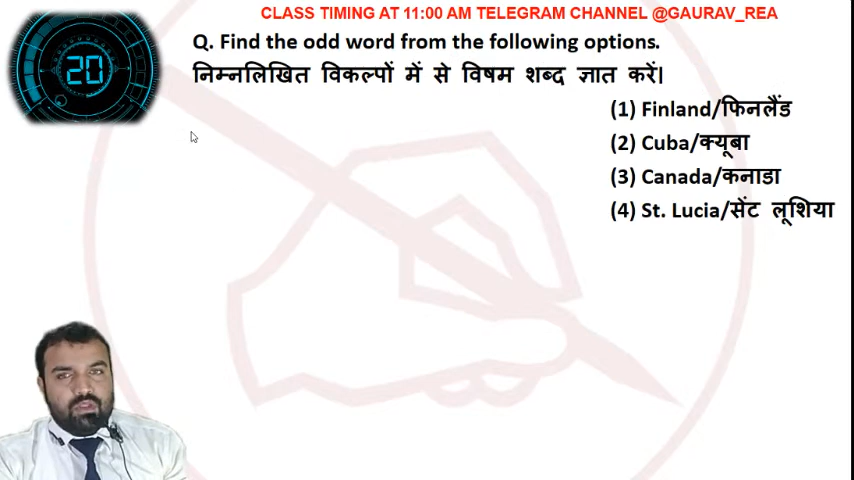 CLASS TIMING AT 11:00 AM TELEGRAM CHANNEL @GAURAV_REA
20
Q. Find the odd word from the following options.
निम्नलिखित विकल्पों में से विषम शब्द ज्ञात करें।
(1) Finland/फिनलैंड
(2) Cuba/क्यूबा
(3) Canada/कनाडा
(4) St. Lucia/सेंट लूशिया